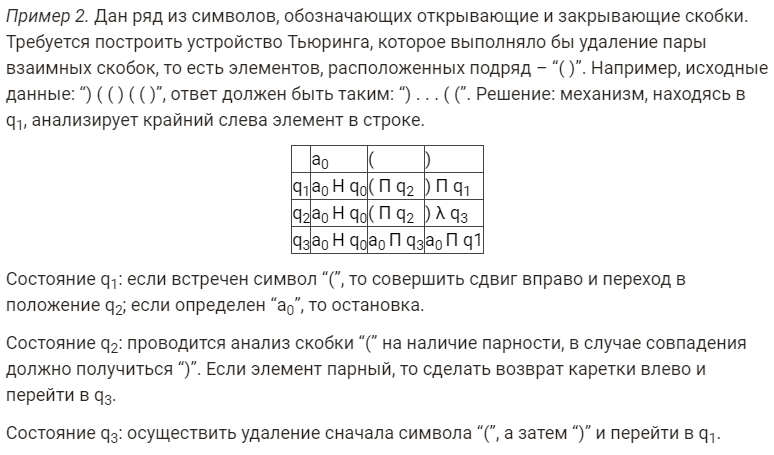 Пример 2. Дан ряд из символов, обозначающих открывающие и закрывающие скобки.
Требуется построить устройство Тьюринга, которое выполняло бы удаление пары
взаимных скобок, то есть элементов, расположенных подряд – “( )”. Например, исходные
данные: “) ( ( ) ( ( )”, ответ должен быть таким: “) . . . ( (”. Решение: механизм, находясь в
q1, анализирует крайний слева элемент в строке.
a0 ( )
q1 a0 Н q0 ( П q2 ) П q1
q2 a0 Н q0 ( П q2 ) λ q3
q3 a0 Н q0 a0 П q3 a0 П q1
Состояние q1: если встречен символ “(”, то совершить сдвиг вправо и переход в
положение q2; если определен “a0”, то остановка.
Состояние q2: проводится анализ скобки “(” на наличие парности, в случае совпадения
должно получиться “)”. Если элемент парный, то сделать возврат каретки влево и
перейти в q3.
Состояние q3: осуществить удаление сначала символа “(”, а затем “)” и перейти в q1.